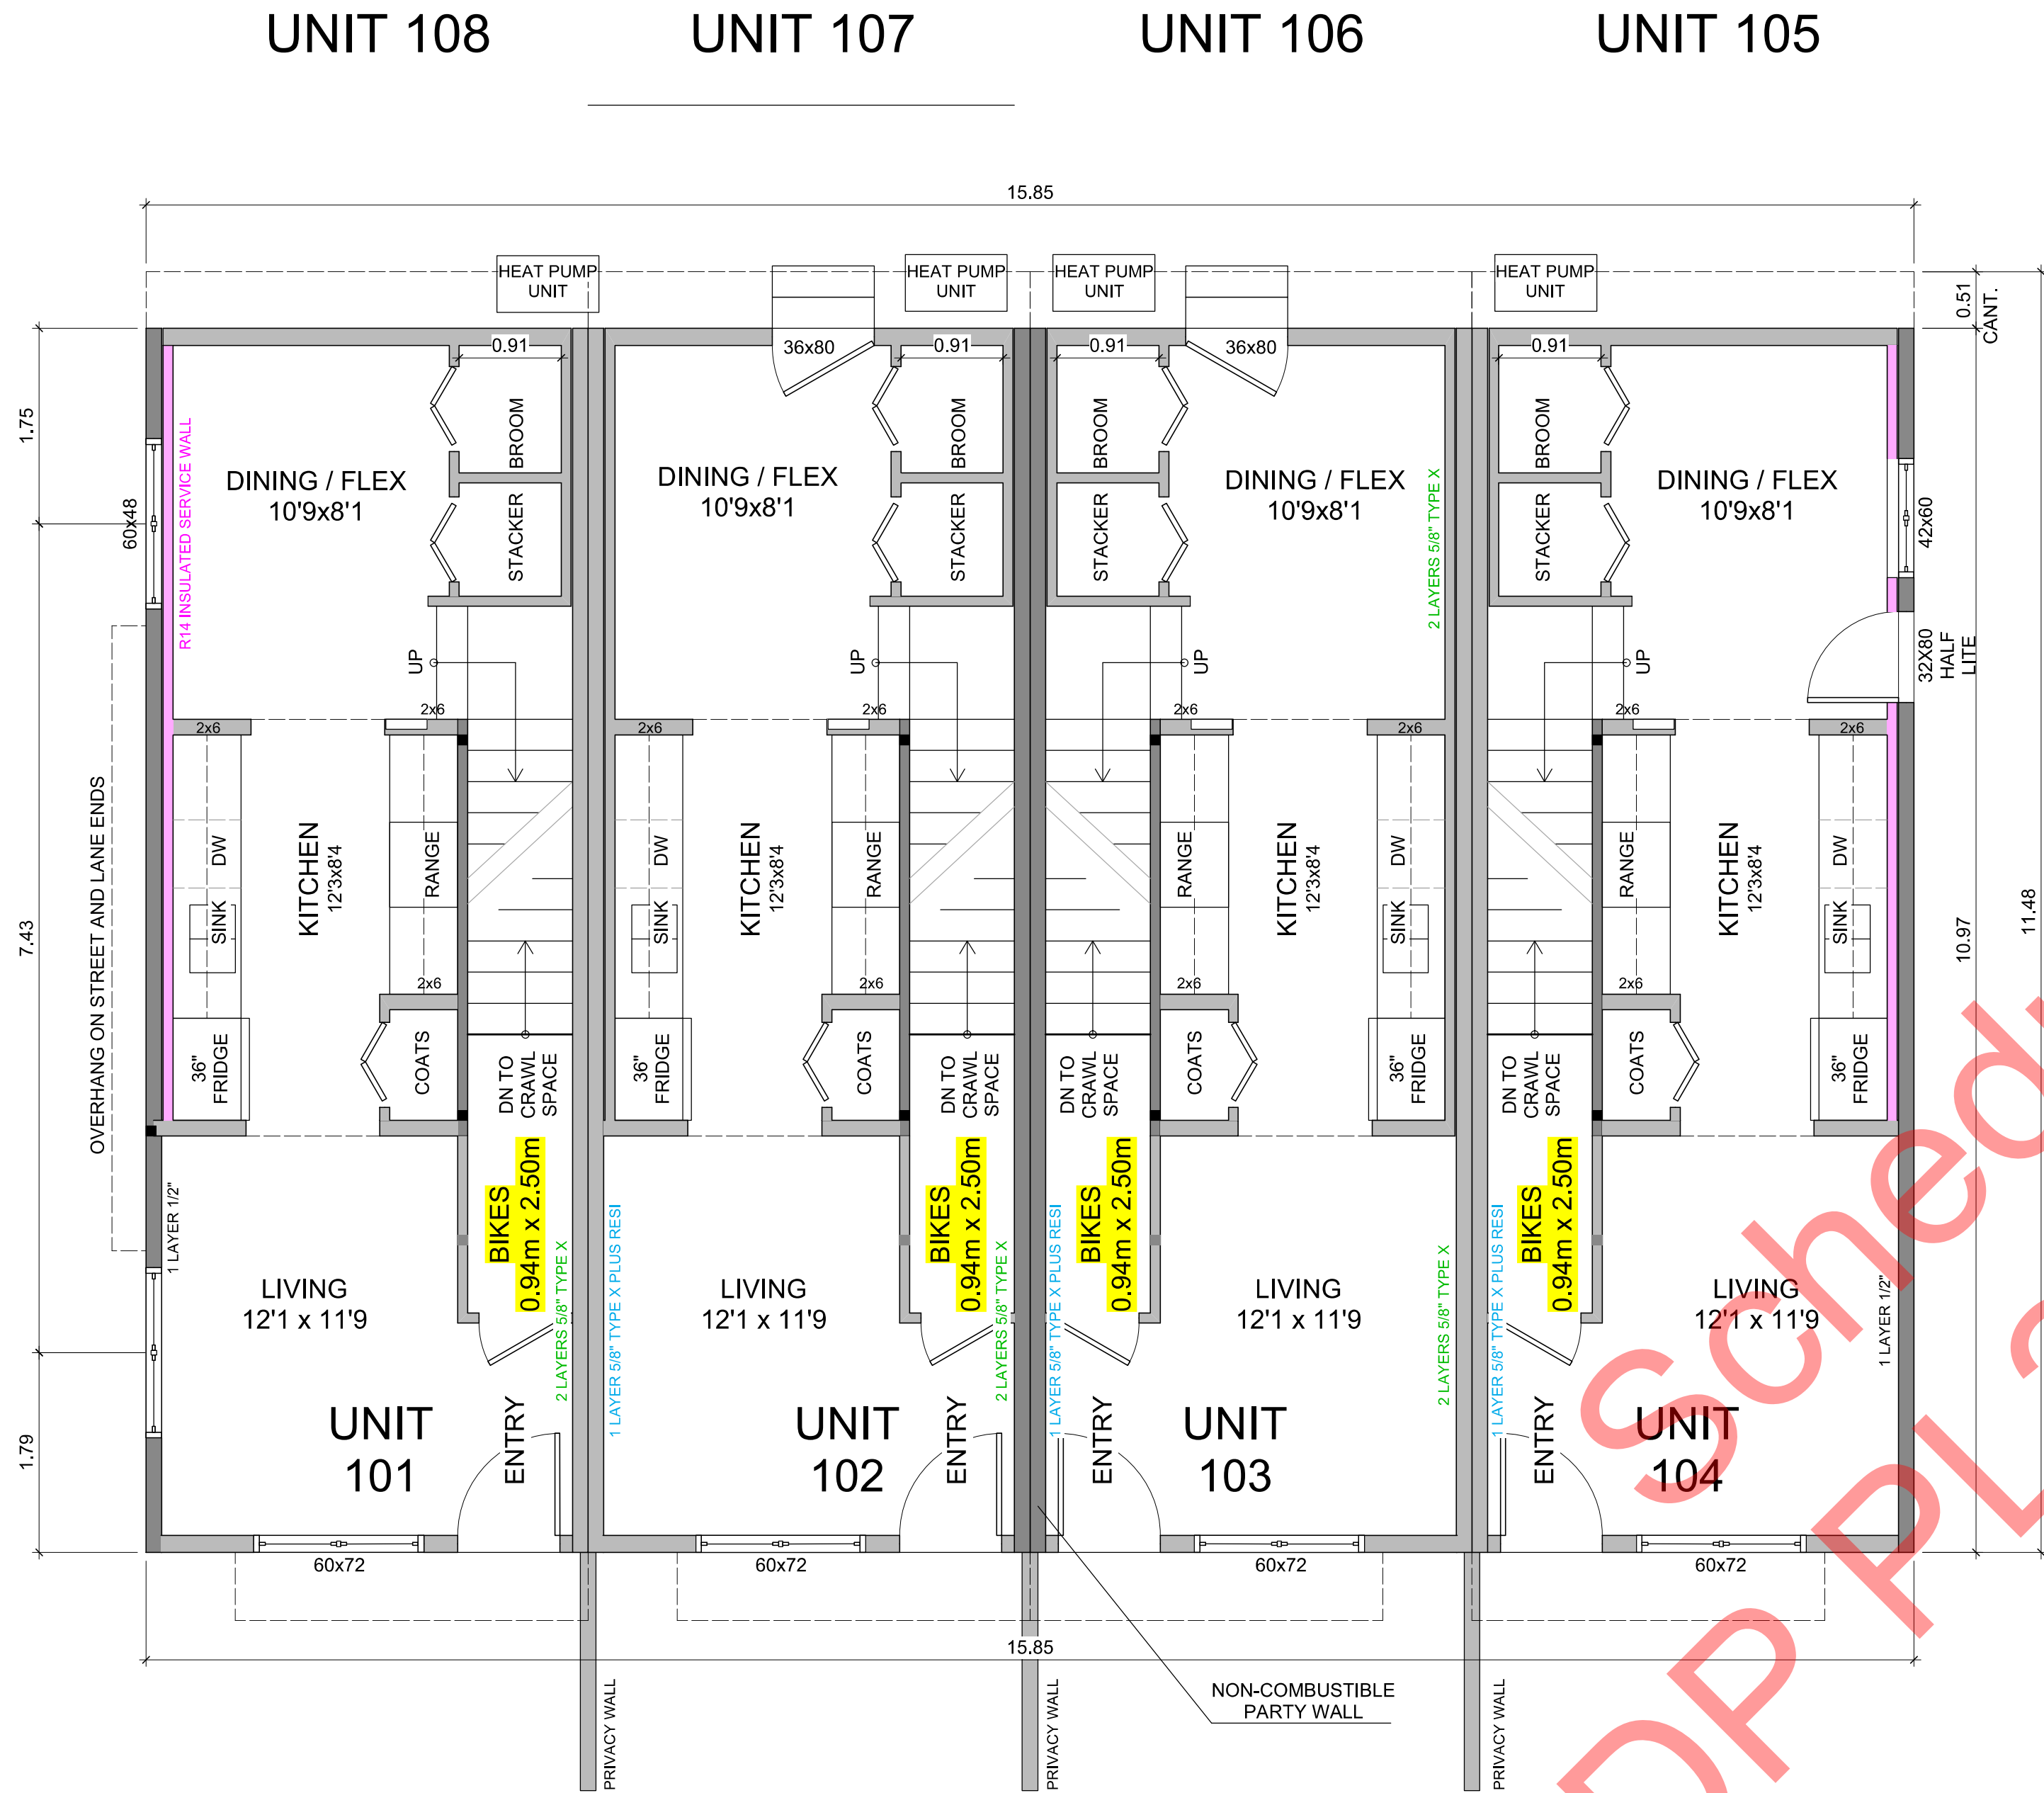 UNIT 108
UNIT 107
UNIT 106
UNIT 105
15.85
HEAT PUMP
UNIT
HEAT PUMP
UNIT
HEAT PUMP
UNIT
HEAT PUMP
UNIT
0.51
CANT.
0.91
36x80
0.91
0.91
36x80
0.91
1.75
60x48
R14 INSULATED SERVICE WALL
DINING / FLEX
10'9x8'1
BROOM
STACKER
DINING / FLEX
10'9x8'1
BROOM
STACKER
BROOM
STACKER
DINING / FLEX
10'9x8'1
2 LAYERS 5/8" TYPE X
BROOM
STACKER
DINING / FLEX
10'9x8'1
42x60
32X80
HALF
LITE
UP
UP
UP
UP
2x6
2x6
2x6
2x6
2x6
2x6
2x6
2x6
7.43
OVERHANG ON STREET AND LANE ENDS
DW
SINK
KITCHEN
12'3x8'4
RANGE
DW
SINK
KITCHEN
12'3x8'4
RANGE
RANGE
KITCHEN
12'3x8'4
DW
SINK
RANGE
KITCHEN
12'3x8'4
DW
SINK
10.97
11.48
2x6
2x6
2x6
2x6
36"
FRIDGE
COATS
DN TO
CRAWL
SPACE
36"
FRIDGE
COATS
DN TO
CRAWL
SPACE
DN TO
CRAWL
SPACE
COATS
36"
FRIDGE
DN TO
CRAWL
SPACE
COATS
36"
FRIDGE
1 LAYER 1/2"
BIKES
0.94m x 2.50m
2 LAYERS 5/8" TYPE X
1 LAYER 5/8" TYPE X PLUS RESI
BIKES
0.94m x 2.50m
2 LAYERS 5/8" TYPE X
1 LAYER 5/8" TYPE X PLUS RESI
BIKES
0.94m x 2.50m
2 LAYERS 5/8" TYPE X
1 LAYER 5/8" TYPE X PLUS RESI
BIKES
0.94m x 2.50m
1 LAYER 1/2"
LIVING
12'1 x 11'9
LIVING
12'1 x 11'9
LIVING
12'1 x 11'9
LIVING
12'1 x 11'9
1.79
UNIT
101
ENTRY
UNIT
102
ENTRY
ENTRY
UNIT
103
ENTRY
UNIT
104
60x72
60x72
60x72
60x72
15.85
PRIVACY WALL
PRIVACY WALL
NON-COMBUSTIBLE
PARTY WALL
PRIVACY WALL
Sched
DP PL